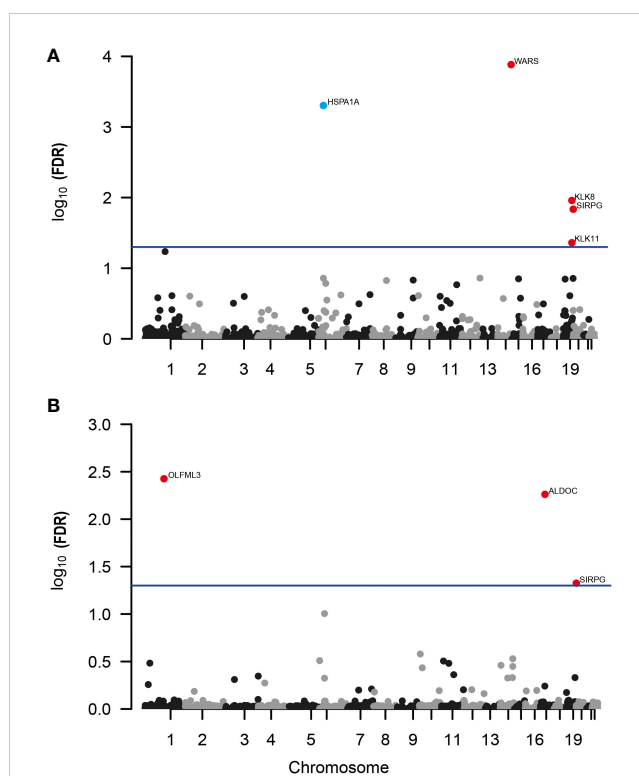 A
log10 (FDR)
4
3
2
1
0
WARS
HSPA1A
KLK8
SIRPG
KLK11
1 2 3 4 5 7 8 9 11 13 16 19
B
log10 (FDR)
3.0
2.5
2.0
1.5
1.0
0.5
0.0
OLFML3
ALDOC
SIRPG
1 2 3 4 5 7 8 9 11 13 16 19
Chromosome